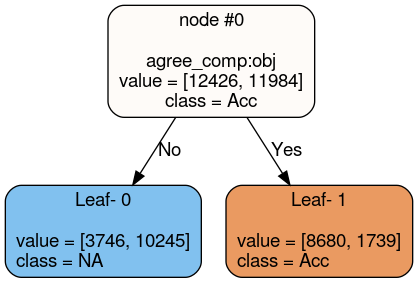 node #0
agree_comp:obj
value = [12426, 11984]
class = Acc
No
Yes
Leaf- 0
value = [3746, 10245]
class = NA
Leaf- 1
value = [8680, 1739]
class = Acc